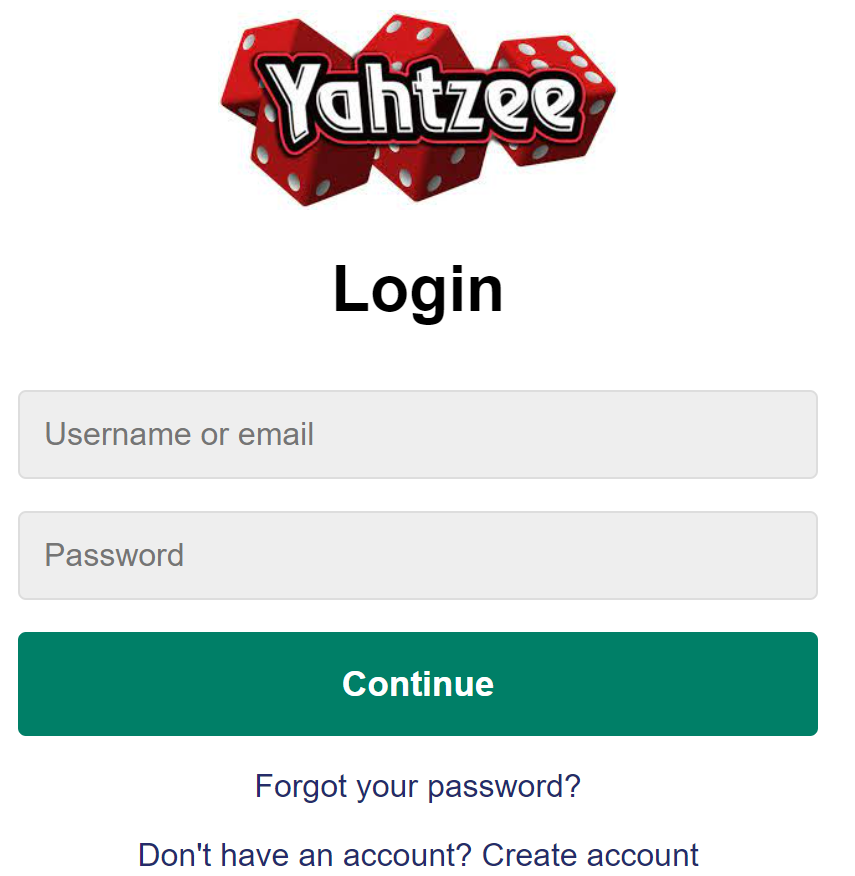 Yahtzee
Login
Username or email
Password
Continue
Forgot your password?
Don't have an account? Create account